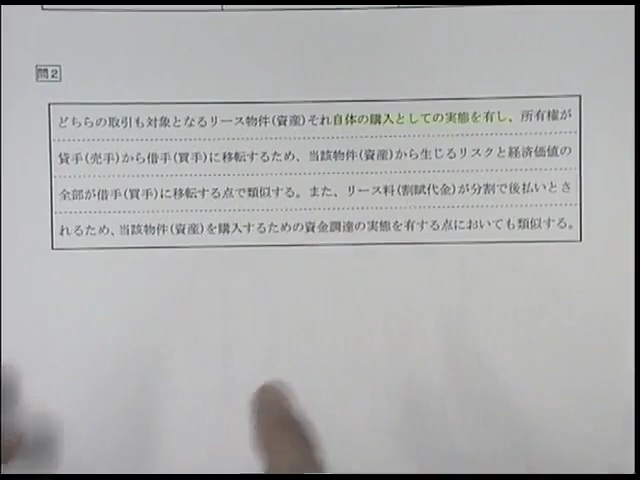 問2
どちらの取引も対象となるリース物件(資産)それ自体の購入としての実態を有し、所有権が
貸手(売手)から借手(買手)に移転するため、当該物件(資産)から生じるリスクと経済価値の
全部が借手(買手)に移転する点で類似する。また、リース料(割賦代金)が分割で後払いとさ
れるため、当該物件(資産)を購入するための資金調達の実態を有する点においても類似する。